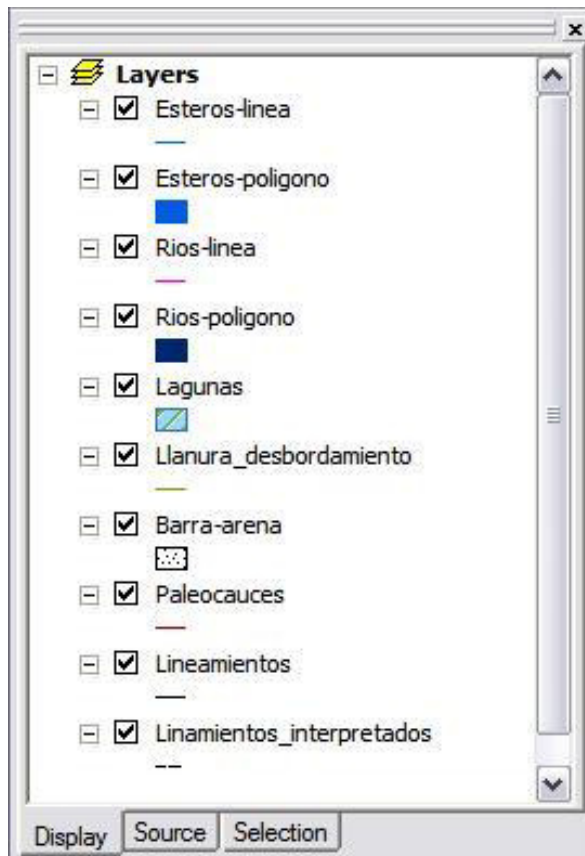 Layers
Esteros-linea
Esteros-poligono
Rios-linea
Rios-poligono
Lagunas
Llanura_desbordamiento
Barra-arena
Paleocauces
Lineamientos
Linamientos_interpretados
Display Source Selection